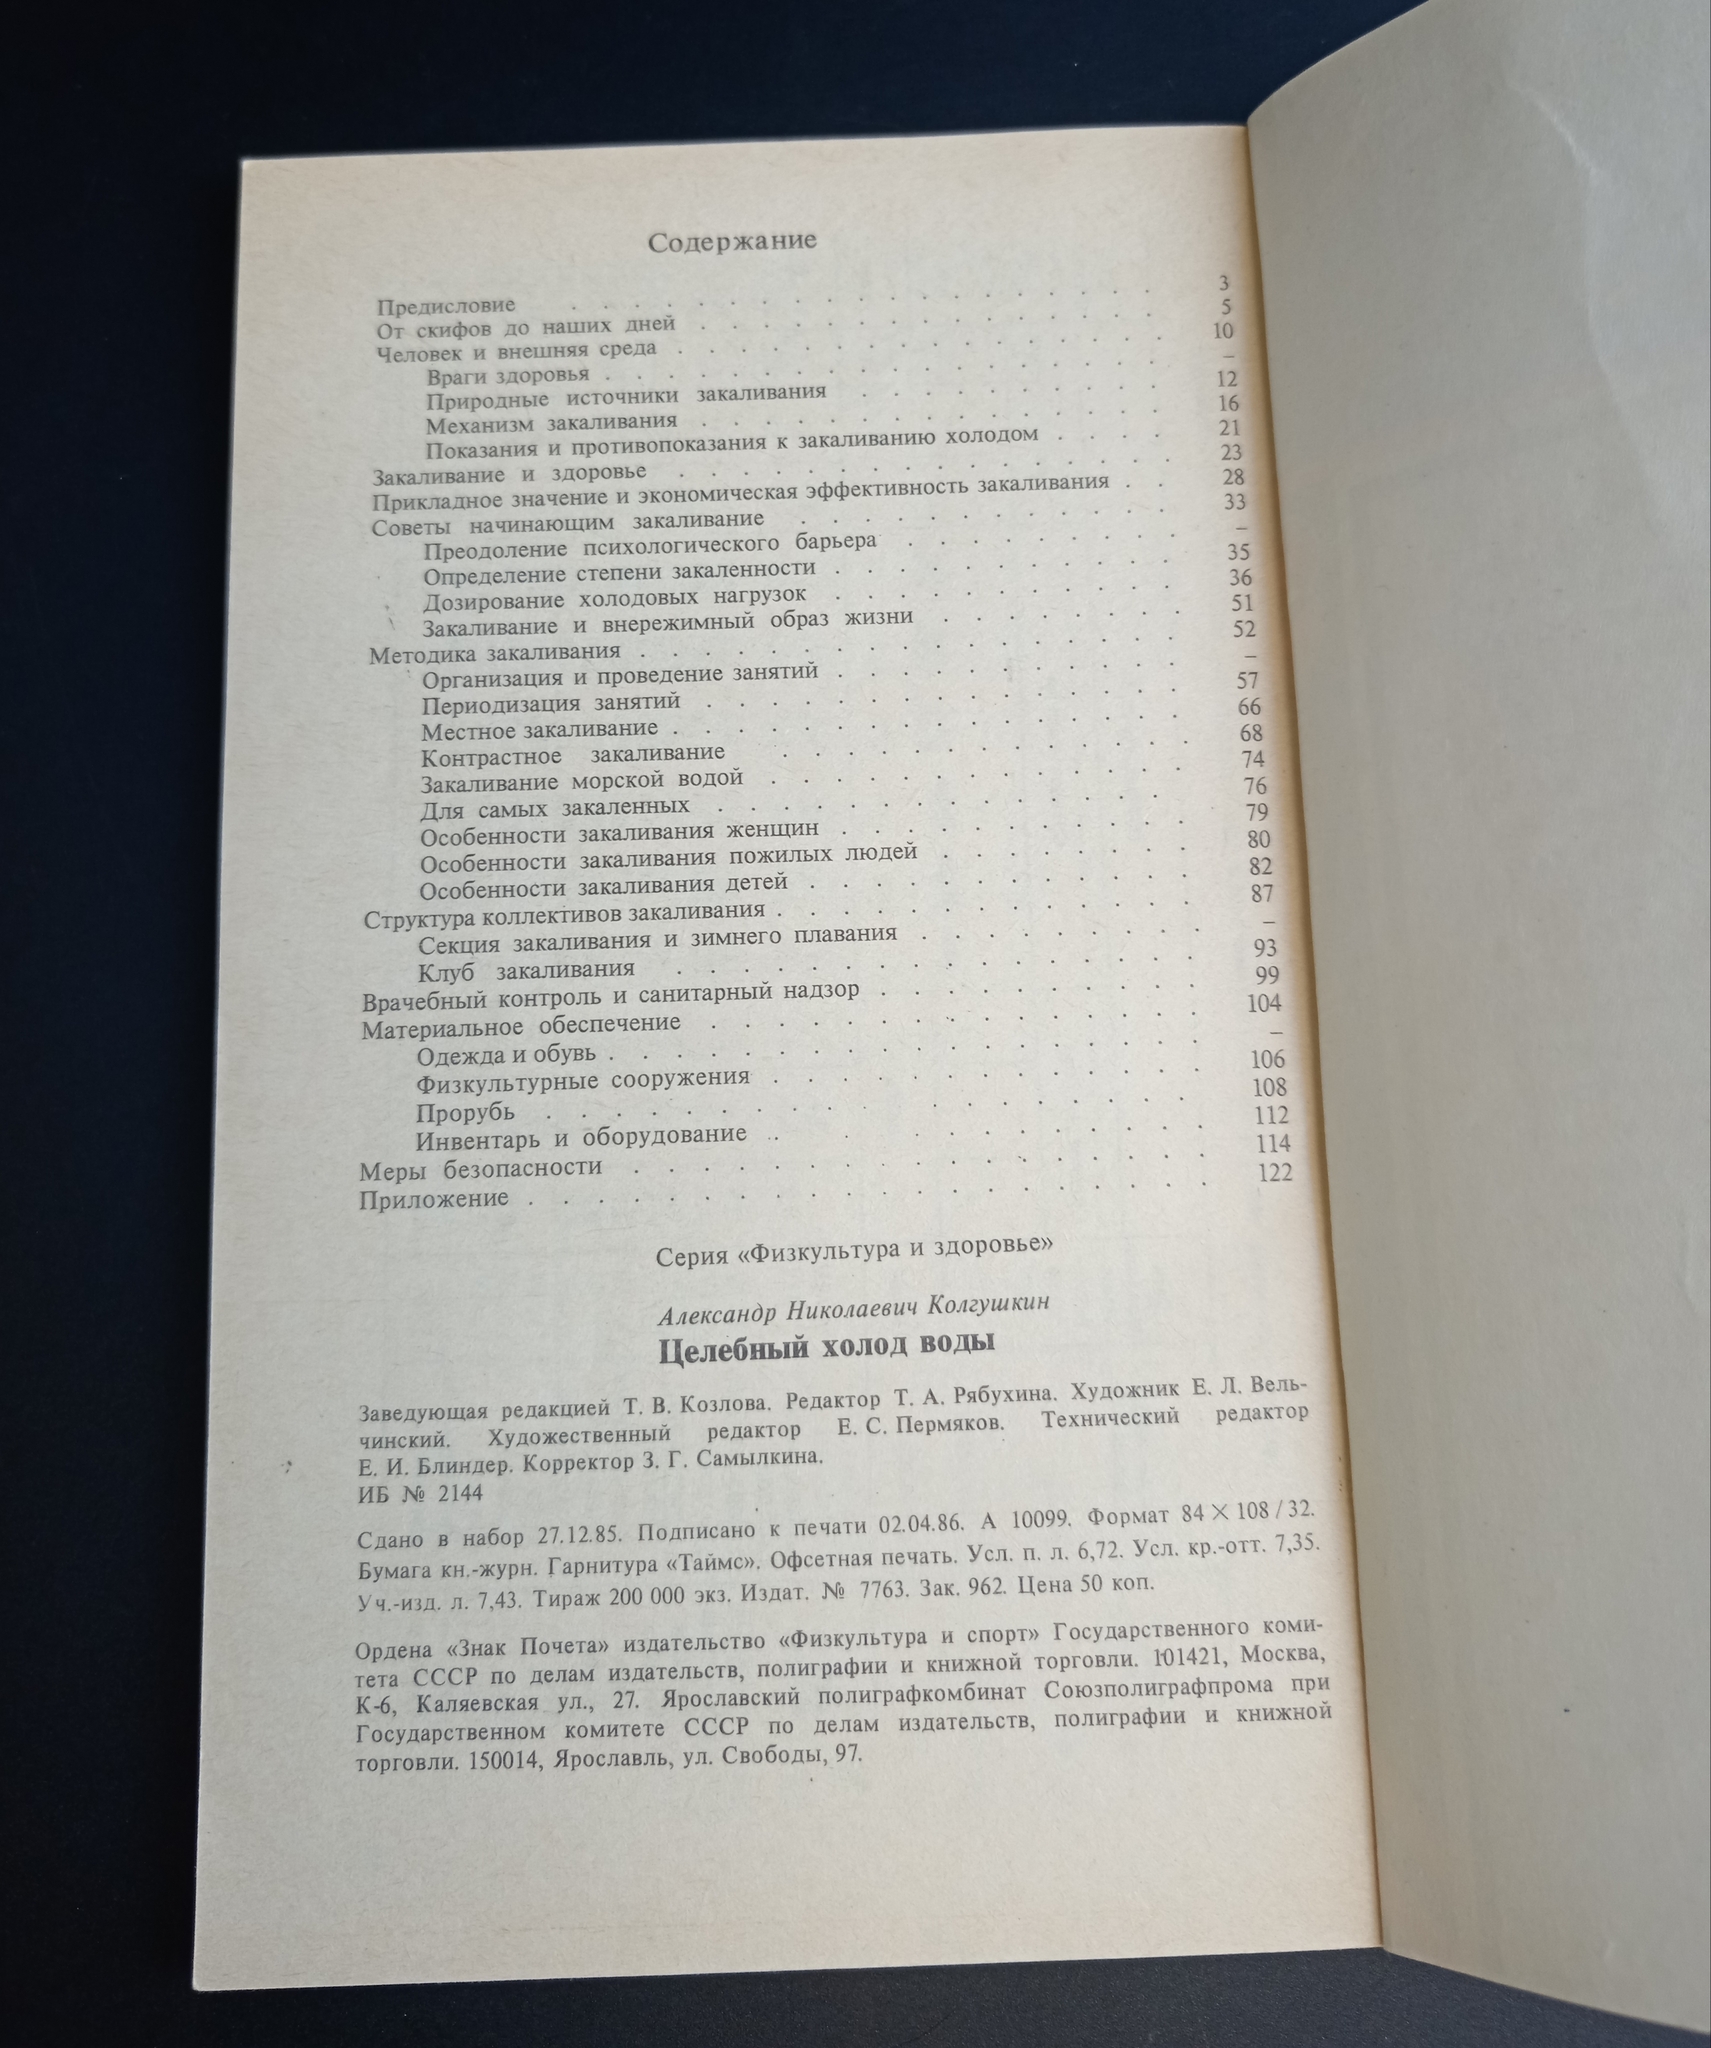 Содержание
Предисловие . . . . . . . . . . 3
От скифов до наших дней . . . . . . . . . . 5
Человек и внешняя среда . . . . . . . . . . 10
Враги здоровья . . . . . . . . . . –
Природные источники закаливания . . . . . 12
Механизм закаливания . . . . . . . . 16
Показания и противопоказания к закаливанию холодом . . . . 21
Закаливание и здоровье . . . . . . . . . 23
Прикладное значение и экономическая эффективность закаливания . . 28
Советы начинающим закаливание . . . . . . . . 33
Преодоление психологического барьера . . . . . –
Определение степени закаленности . . . . . . 35
Дозирование холодовых нагрузок . . . . . . 36
Закаливание и внережимный образ жизни . . . . . 51
Методика закаливания . . . . . . . . . 52
Организация и проведение занятий . . . . . . –
Периодизация занятий . . . . . . . . 57
Местное закаливание . . . . . . . . . 66
Контрастное закаливание . . . . . . . 68
Закаливание морской водой . . . . . . . 74
Для самых закаленных . . . . . . . . 76
Особенности закаливания женщин . . . . . . 79
Особенности закаливания пожилых людей . . . . . 80
Особенности закаливания детей . . . . . . . 82
Структура коллективов закаливания . . . . . . . 87
Секция закаливания и зимнего плавания . . . . . –
Клуб закаливания . . . . . . . . . 93
Врачебный контроль и санитарный надзор . . . . . . 99
Материальное обеспечение . . . . . . . . 104
Одежда и обувь . . . . . . . . . –
Физкультурные сооружения . . . . . . . 106
Прорубь . . . . . . . . . . 108
Инвентарь и оборудование . . . . . . . 112
Меры безопасности . . . . . . . . . 114
Приложение . . . . . . . . . . 122
Серия «Физкультура и здоровье»
Александр Николаевич Колгушкин
Целебный холод воды
Заведующая редакцией Т. В. Козлова. Редактор Т. А. Рябухина. Художник Е. Л. Вель-
чинский. Художественный редактор Е. С. Пермяков. Технический редактор
Е. И. Блиндер. Корректор З. Г. Самылкина.
ИБ № 2144
Сдано в набор 27.12.85. Подписано к печати 02.04.86. А 10099. Формат 84 × 108 / 32.
Бумага кн.-журн. Гарнитура «Таймс». Офсетная печать. Усл. п. л. 6,72. Усл. кр.-отт. 7,35.
Уч.-изд. л. 7,43. Тираж 200 000 экз. Издат. № 7763. Зак. 962. Цена 50 коп.
Ордена «Знак Почета» издательство «Физкультура и спорт» Государственного коми-
тета СССР по делам издательств, полиграфии и книжной торговли. 101421, Москва,
К-6, Каляевская ул., 27. Ярославский полиграфкомбинат Союзполиграфпрома при
Государственном комитете СССР по делам издательств, полиграфии и книжной
торговли. 150014, Ярославль, ул. Свободы, 97.